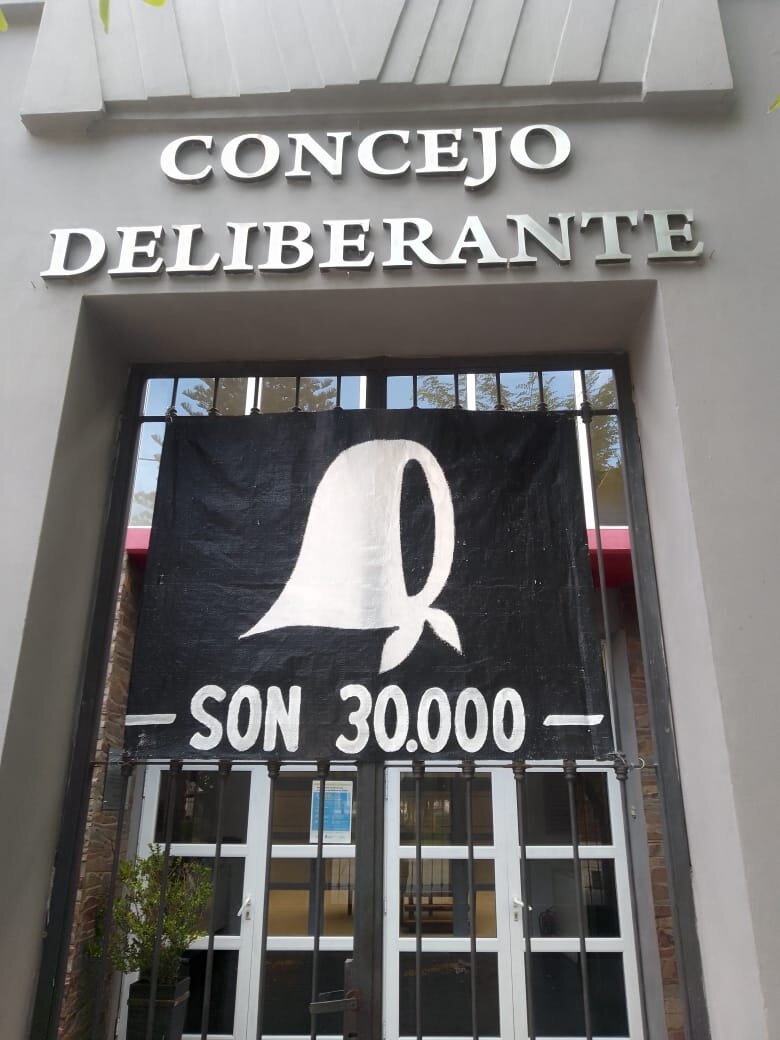 CONCEJO
DELIBERANTE
— SON 30.000 —